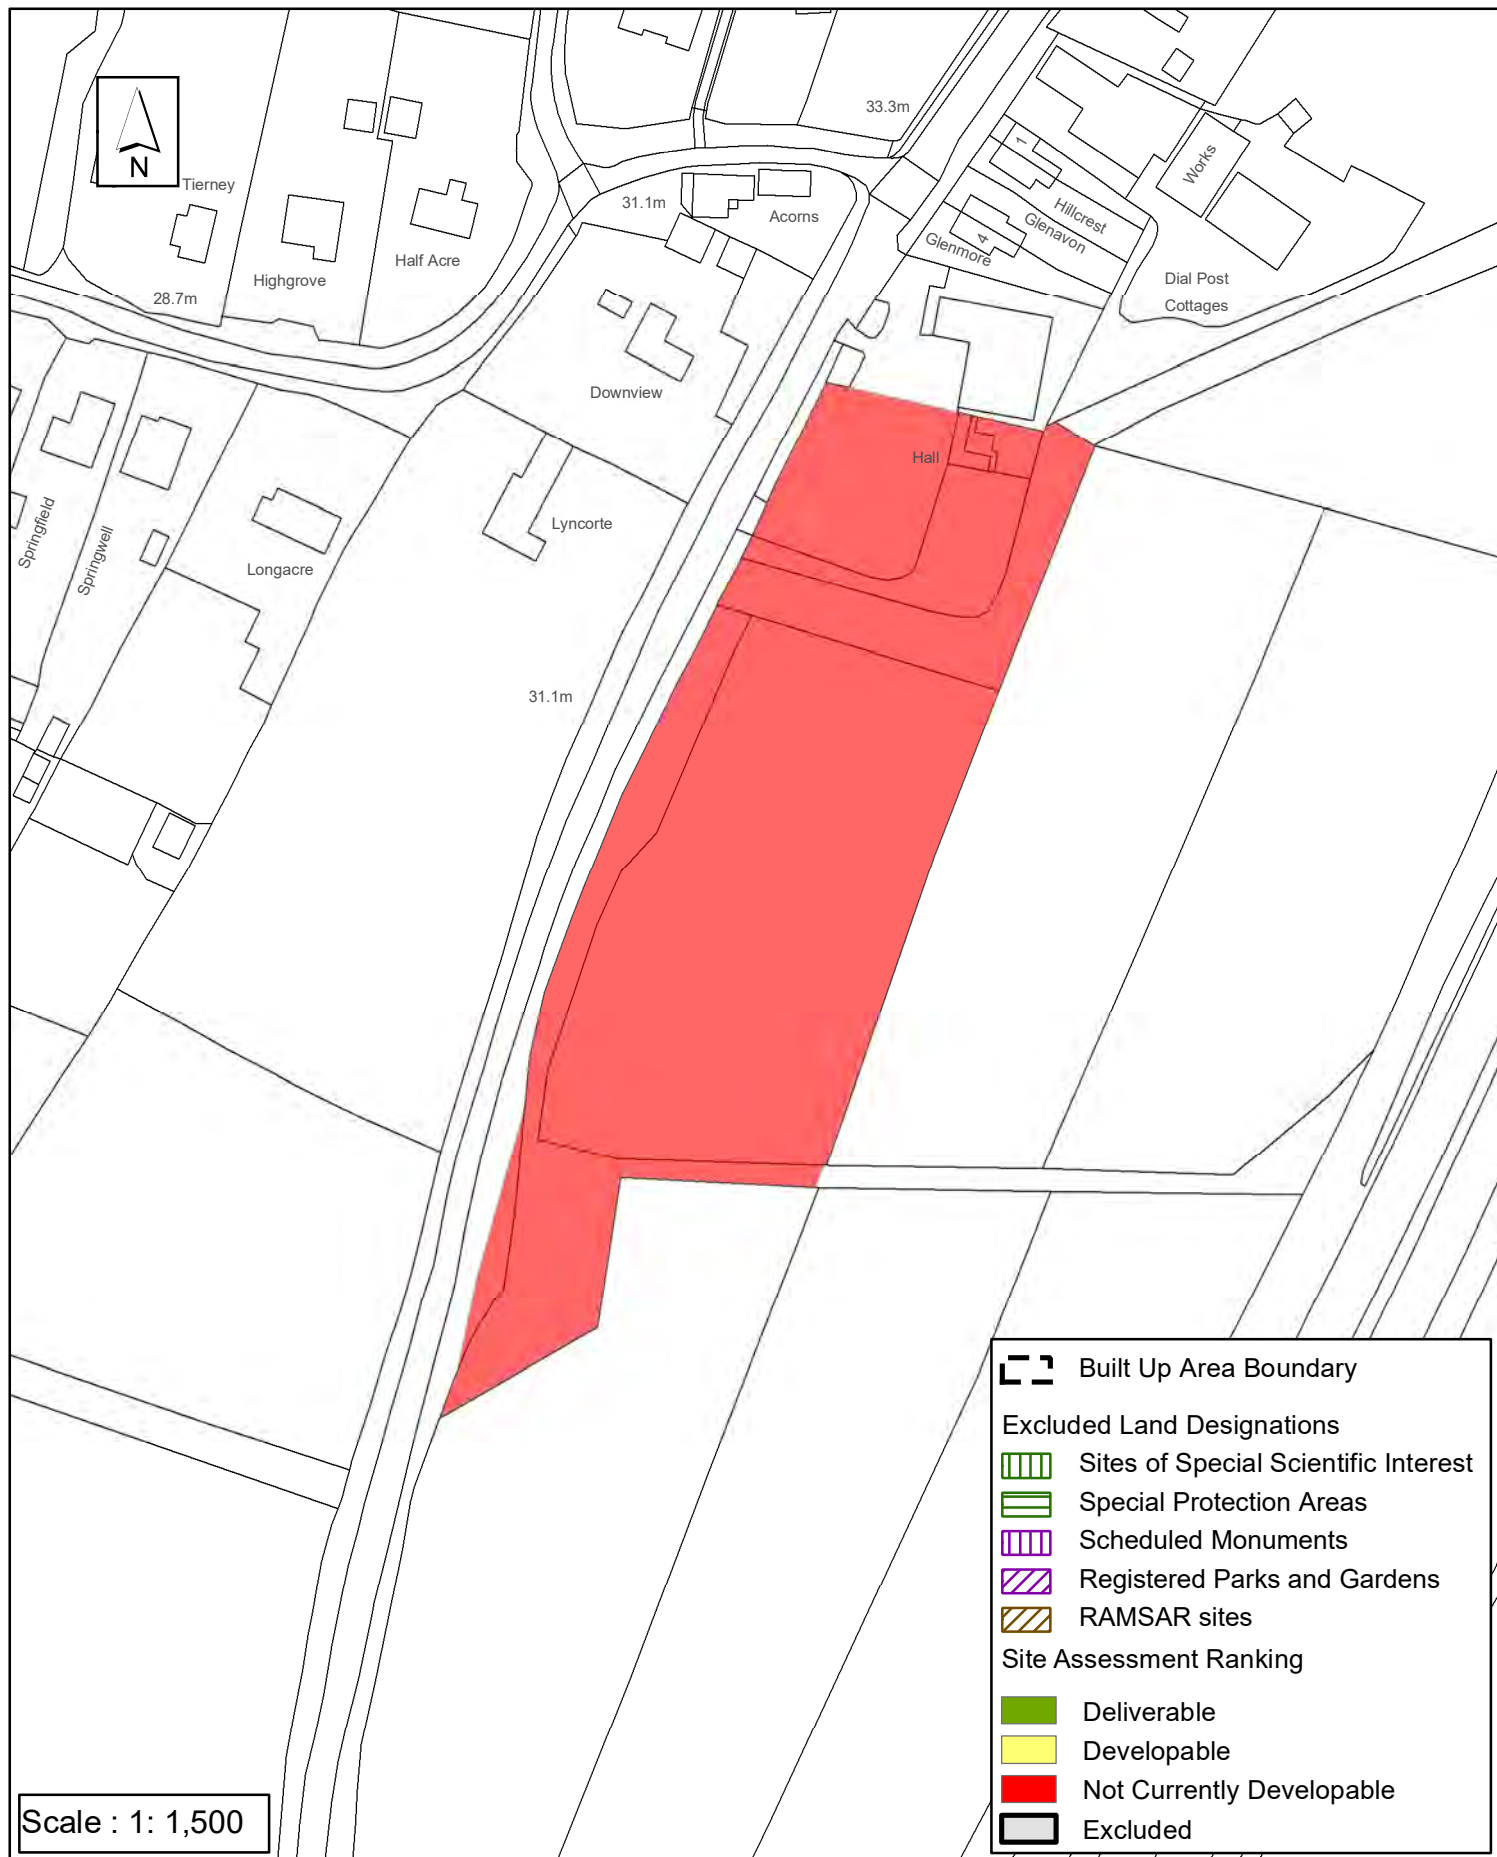 33.3m
N
Tierney
31.1m
Acorns
1
Works
Hillcrest
Glenavon
4
Glenmore
Half Acre
Highgrove
28.7m
Dial Post
Cottages
Downview
Hall
Springfield
Springwell
Longacre
Lyncorte
31.1m
Built Up Area Boundary
Excluded Land Designations
Sites of Special Scientific Interest
Special Protection Areas
Scheduled Monuments
Registered Parks and Gardens
RAMSAR sites
Site Assessment Ranking
Deliverable
Developable
Not Currently Developable
Excluded
Scale : 1: 1,500